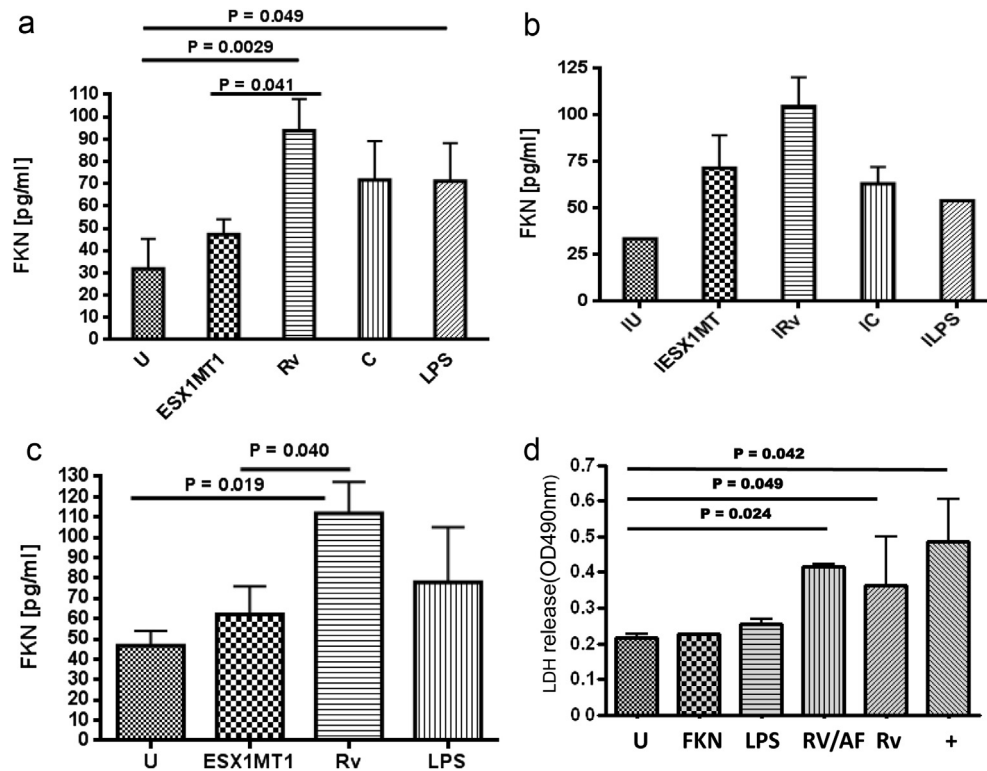 a
P = 0.049
P = 0.0029
P = 0.041
FKN [pg/ml]
110
100
90
80
70
60
50
40
30
20
10
0
U
ESX1MT1
Rv
C
LPS
b
FKN [pg/ml]
125
100
75
50
25
0
IU
IESX1MT
IRv
IC
ILPS
c
P = 0.040
P = 0.019
FKN [pg/ml]
130
120
110
100
90
80
70
60
50
40
30
20
10
0
U
ESX1MT1
Rv
LPS
d
P = 0.042
P = 0.049
P = 0.024
LDH release(OD490nm)
0.7
0.6
0.5
0.4
0.3
0.2
0.1
0.0
U
FKN
LPS
RV/AF
Rv
+